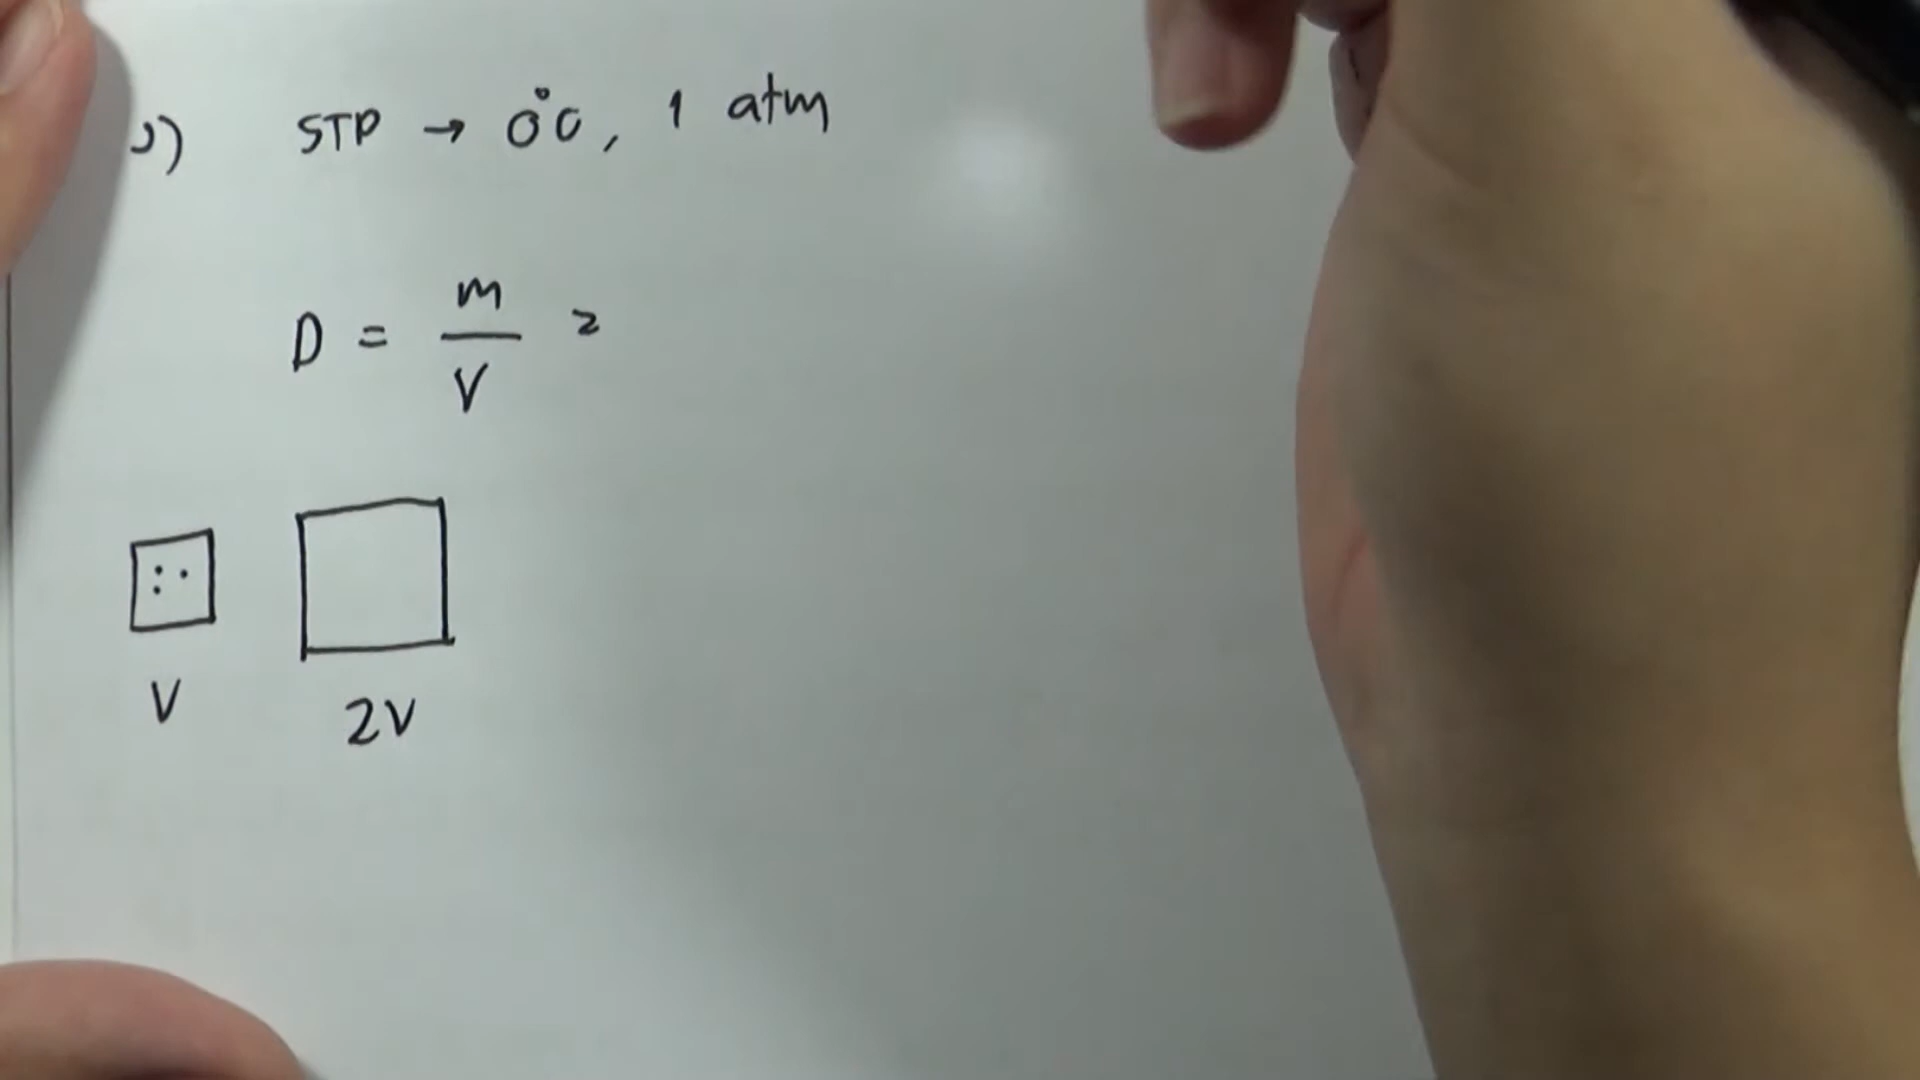 STP → 0°C, 1 atm
D = m/V =
V
2V